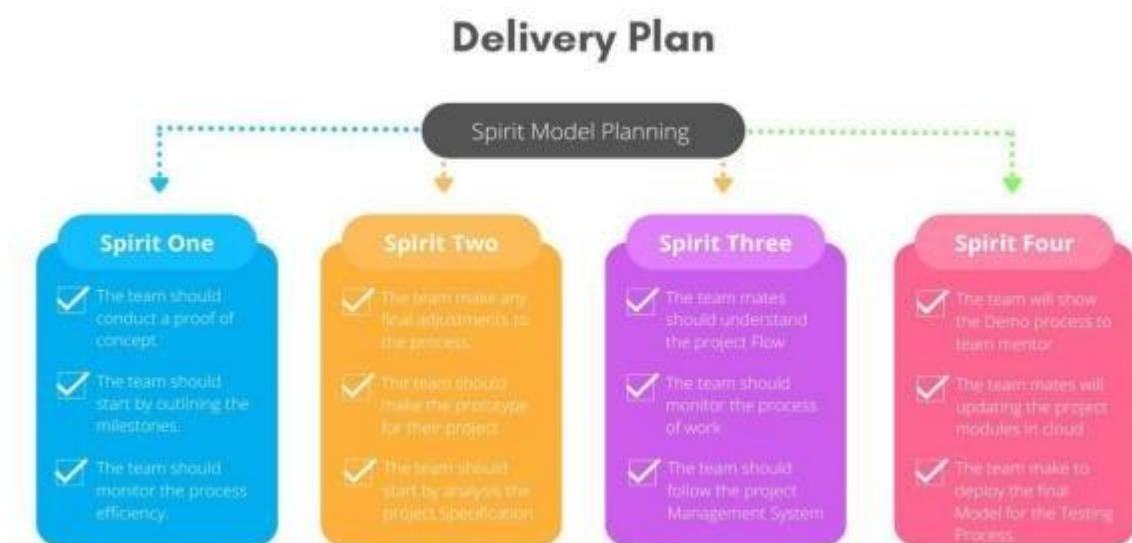 Delivery Plan
Spirit Model Planning
Spirit One
The team should
conduct a proof of
concept.
The team should
start by outlining the
milestones.
The team should
monitor the process
efficiency.
Spirit Two
The team make any
final adjustments to
the process.
The team should
make the prototype
for their project
The team should
start by analysis the
project Specification
Spirit Three
The team mates
should understand
the project Flow
The team should
monitor the process
of work
The team should
follow the project
Management System
Spirit Four
The team will show
the Demo process to
team mentor
The team mates will
updating the project
modules in cloud
The team make to
deploy the final
Model for the Testing
Process